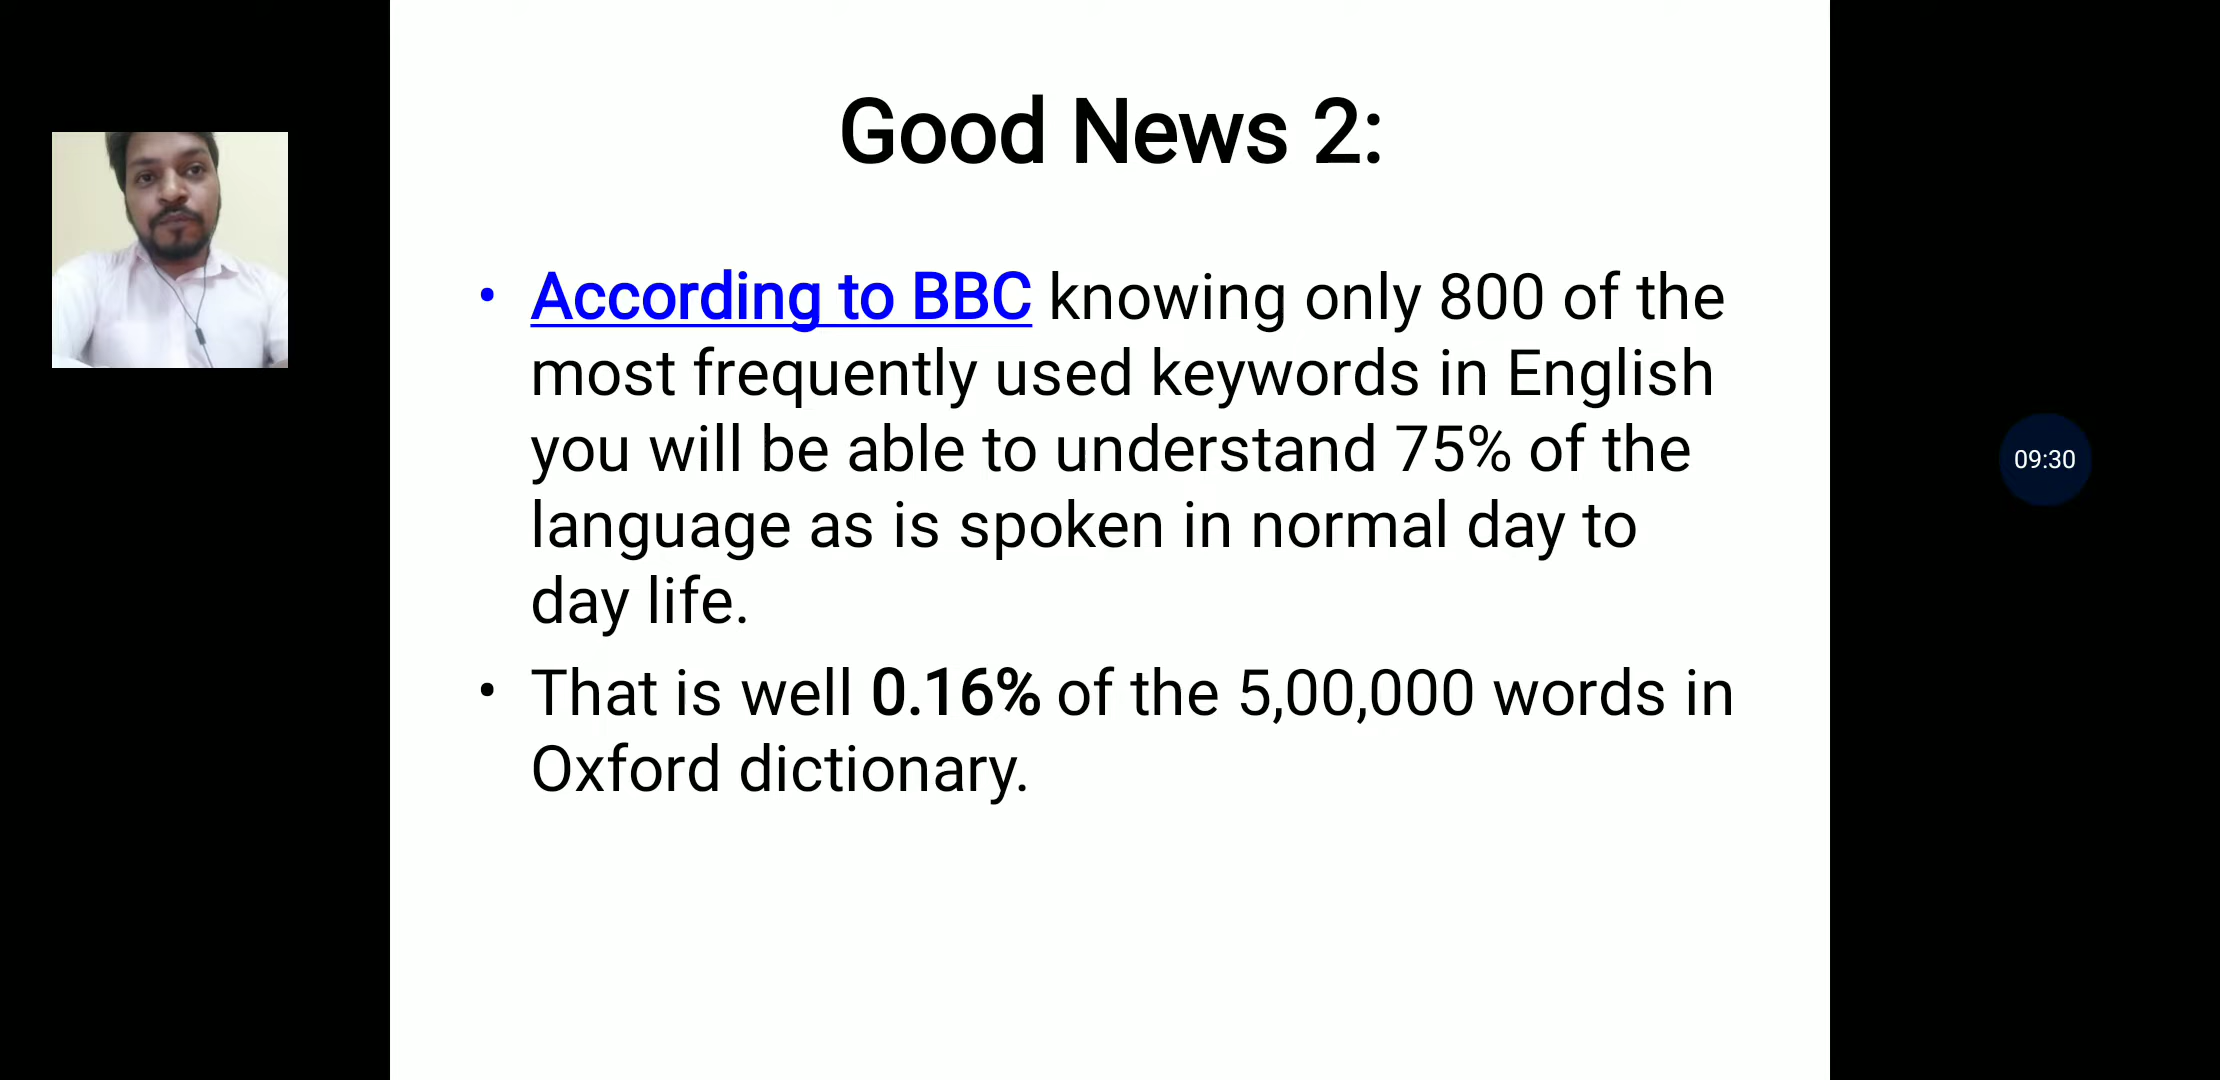 Good News 2:
• According to BBC knowing only 800 of the
most frequently used keywords in English
you will be able to understand 75% of the
language as is spoken in normal day to
day life.
• That is well 0.16% of the 5,00,000 words in
Oxford dictionary.
09:30